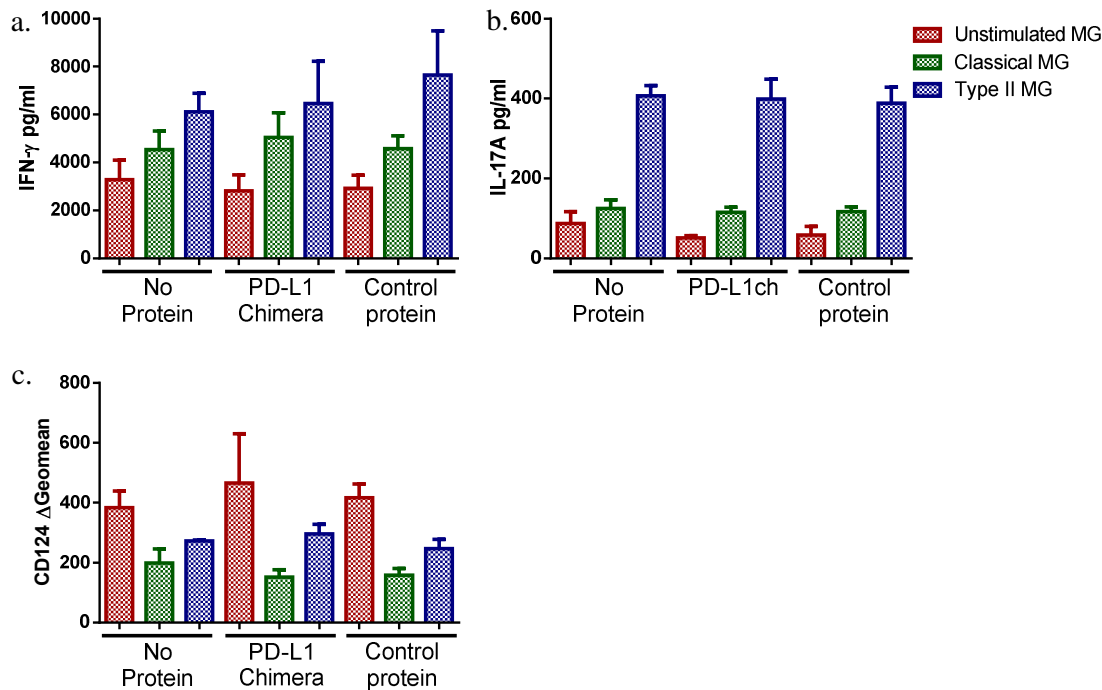 a.
IFN-γ pg/ml
10000
8000
6000
4000
2000
0
No
Protein
PD-L1
Chimera
Control
protein
b.
IL-17A pg/ml
600
400
200
0
No
Protein
PD-L1ch
Control
protein
Unstimulated MG
Classical MG
Type II MG
c.
CD124 ΔGeomean
800
600
400
200
0
No
Protein
PD-L1
Chimera
Control
protein